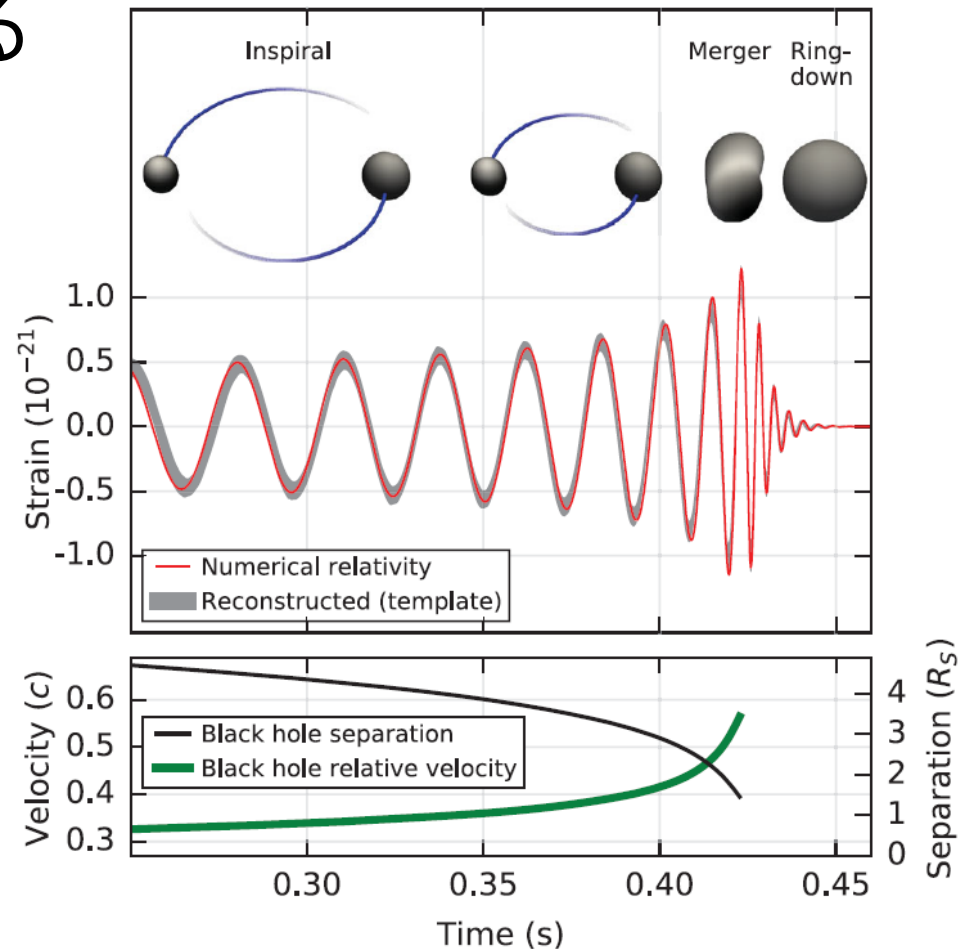 Inspiral
Merger
Ring-
down
Strain (10⁻²¹)
1.0
0.5
0.0
-0.5
-1.0
Numerical relativity
Reconstructed (template)
Velocity (c)
0.6
0.5
0.4
0.3
Black hole separation
Black hole relative velocity
4
3
2
1
0
Separation (R_S)
0.30
0.35
0.40
0.45
Time (s)